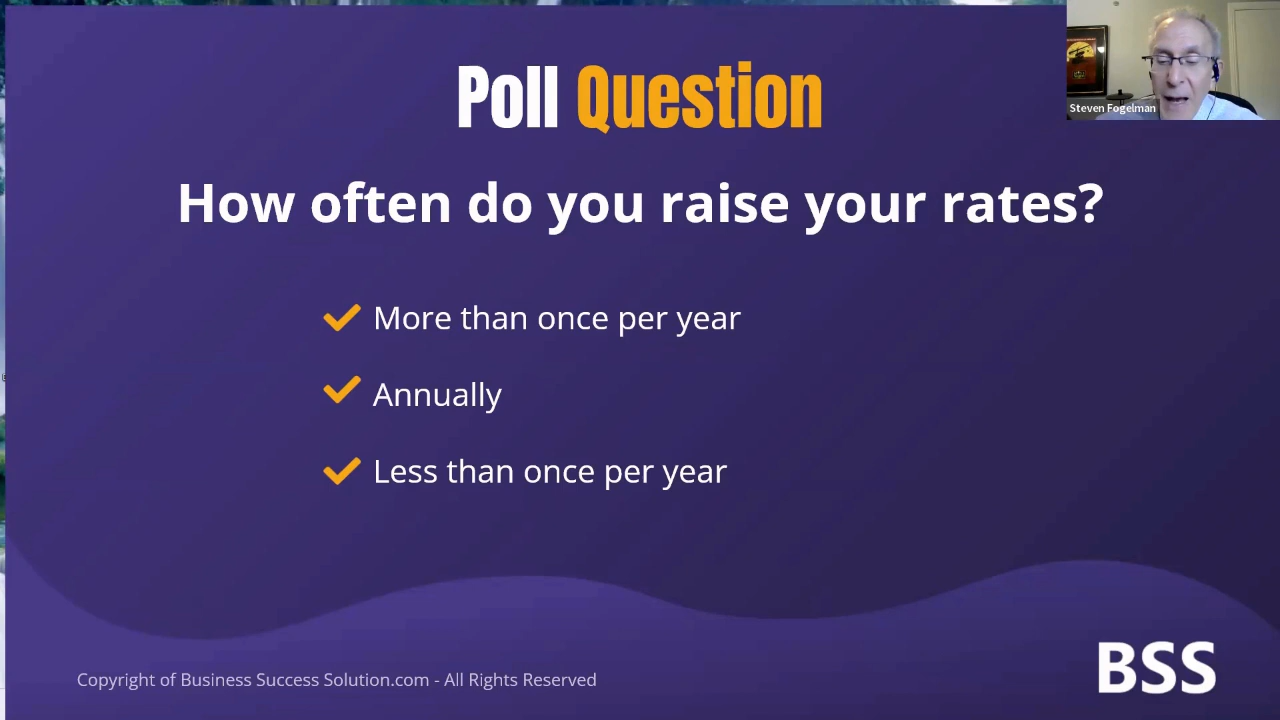 Poll Question
Steven Fogelman
How often do you raise your rates?
More than once per year
Annually
Less than once per year
Copyright of Business Success Solution.com - All Rights Reserved
BSS